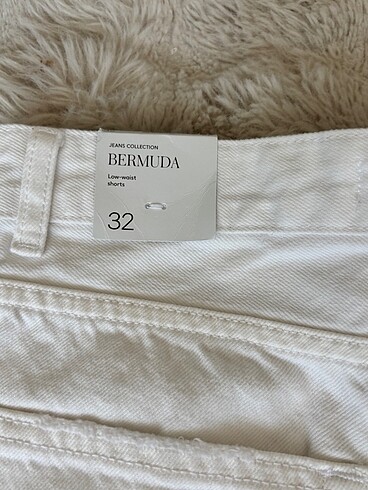 JEANS COLLECTION
BERMUDA
Low-waist
shorts
32